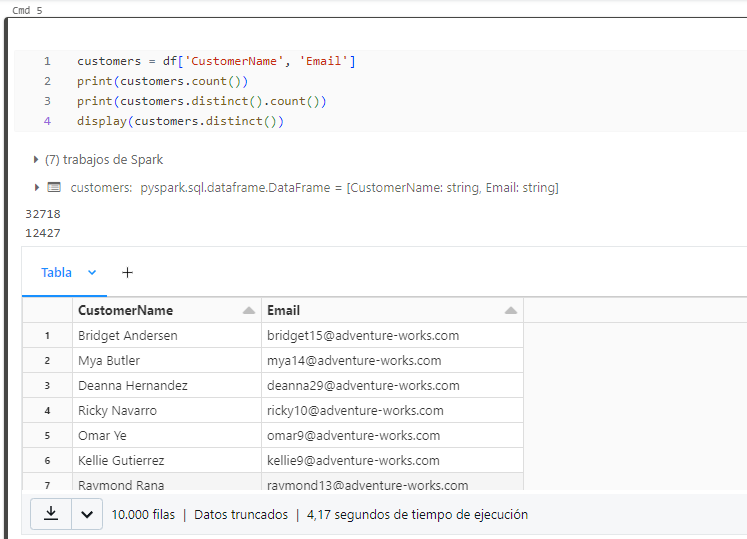 Cmd 5
1 customers = df['CustomerName', 'Email']
2 print(customers.count())
3 print(customers.distinct().count())
4 display(customers.distinct())
(7) trabajos de Spark
customers: pyspark.sql.dataframe.DataFrame = [CustomerName: string, Email: string]
32718
12427
Tabla +
CustomerName Email
1 Bridget Andersen bridget15@adventure-works.com
2 Mya Butler mya14@adventure-works.com
3 Deanna Hernandez deanna29@adventure-works.com
4 Ricky Navarro ricky10@adventure-works.com
5 Omar Ye omar9@adventure-works.com
6 Kellie Gutierrez kellie9@adventure-works.com
7 Raymond Rana raymond13@adventure-works.com
10.000 filas | Datos truncados | 4,17 segundos de tiempo de ejecución